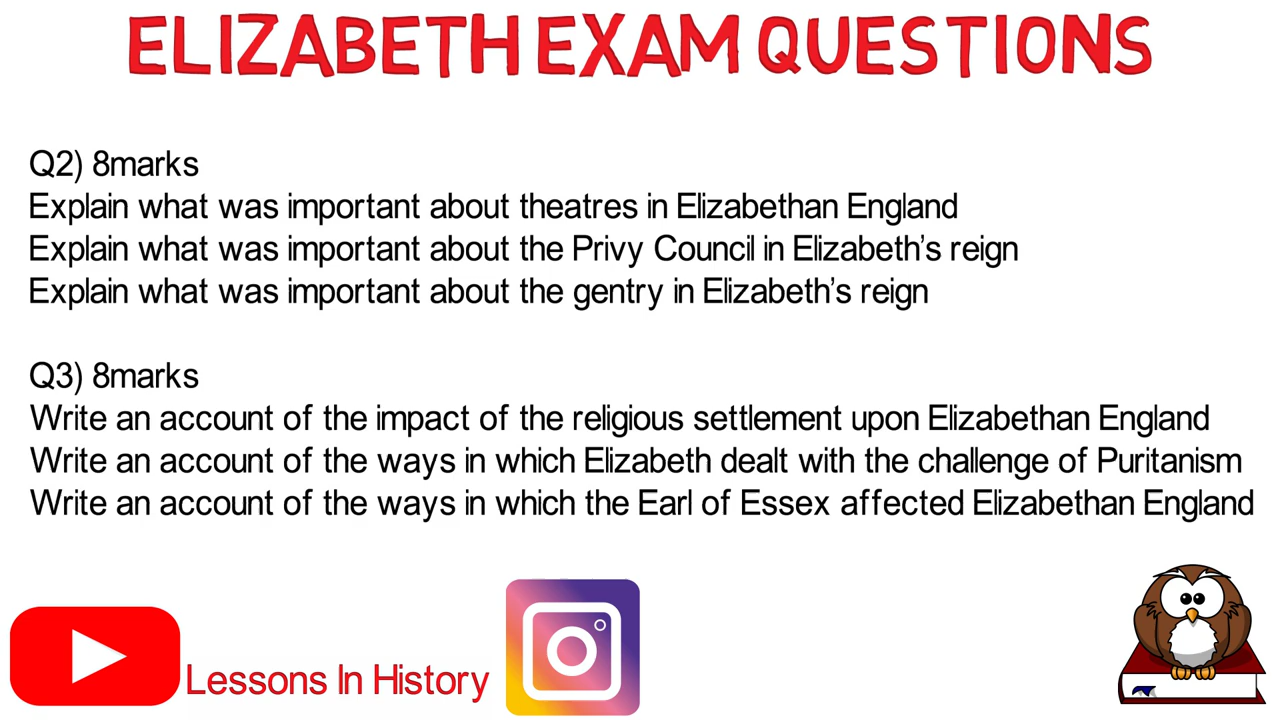 ELIZABETH EXAM QUESTIONS
Q2) 8marks
Explain what was important about theatres in Elizabethan England
Explain what was important about the Privy Council in Elizabeth’s reign
Explain what was important about the gentry in Elizabeth’s reign
Q3) 8marks
Write an account of the impact of the religious settlement upon Elizabethan England
Write an account of the ways in which Elizabeth dealt with the challenge of Puritanism
Write an account of the ways in which the Earl of Essex affected Elizabethan England
Lessons In History